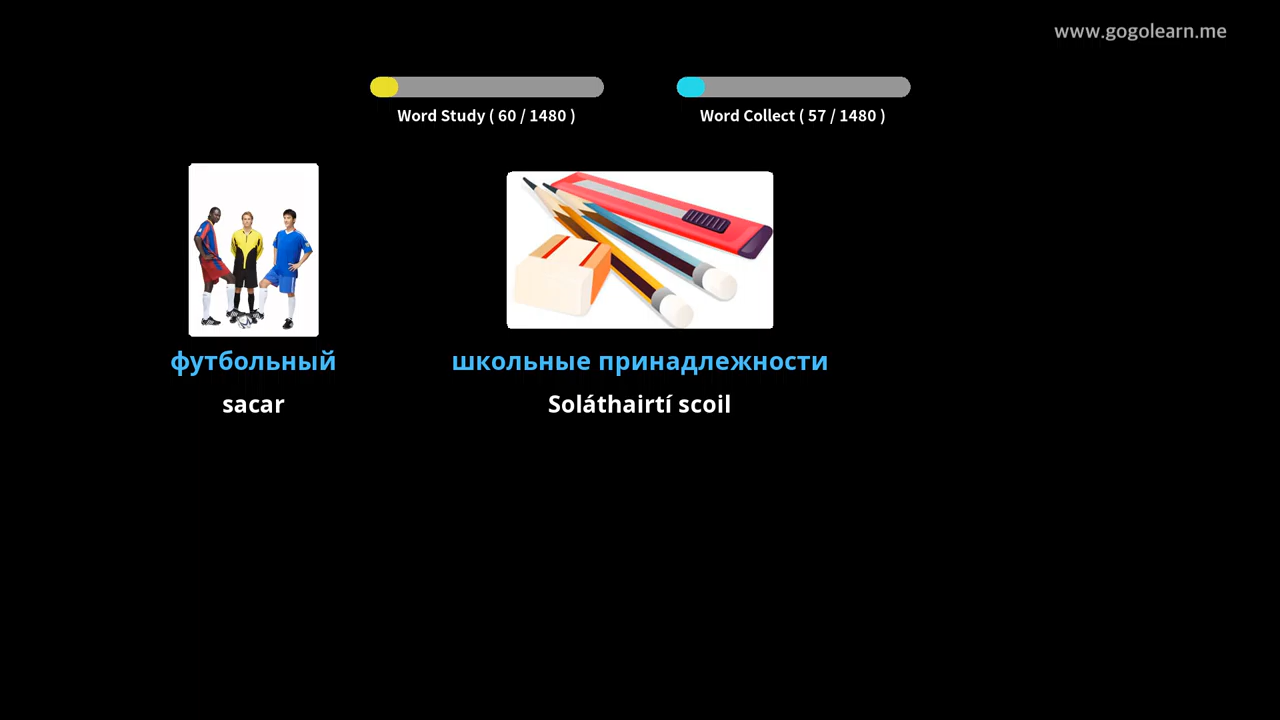 www.gogolearn.me
Word Study ( 60 / 1480 )
Word Collect ( 57 / 1480 )
футбольный
sacar
школьные принадлежности
Soláthairtí scoil